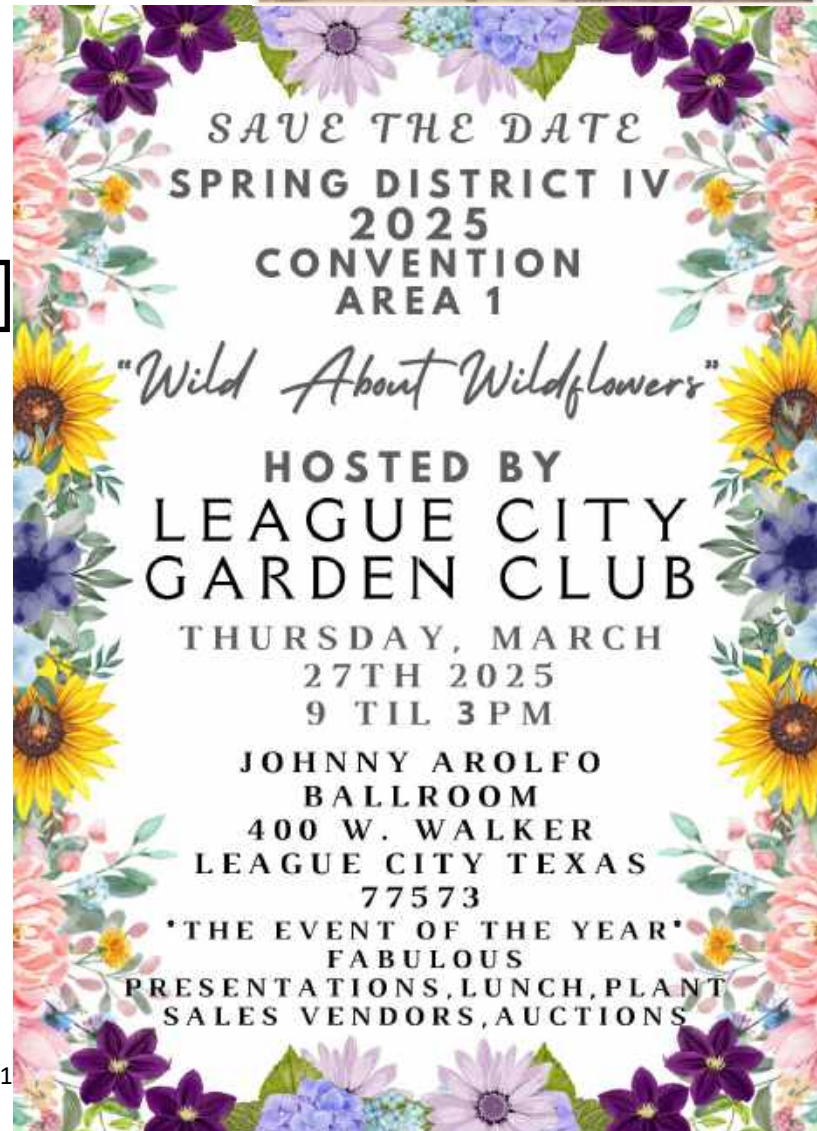 SAVE THE DATE
SPRING DISTRICT IV
2025
CONVENTION
AREA 1
"Wild About Wildflowers"
HOSTED BY
LEAGUE CITY
GARDEN CLUB
THURSDAY, MARCH
27TH 2025
9 TIL 3PM
JOHNNY AROLFO
BALLROOM
400 W. WALKER
LEAGUE CITY TEXAS
77573
"THE EVENT OF THE YEAR"
FABULOUS
PRESENTATIONS,LUNCH,PLANT
SALES VENDORS,AUCTIONS
1